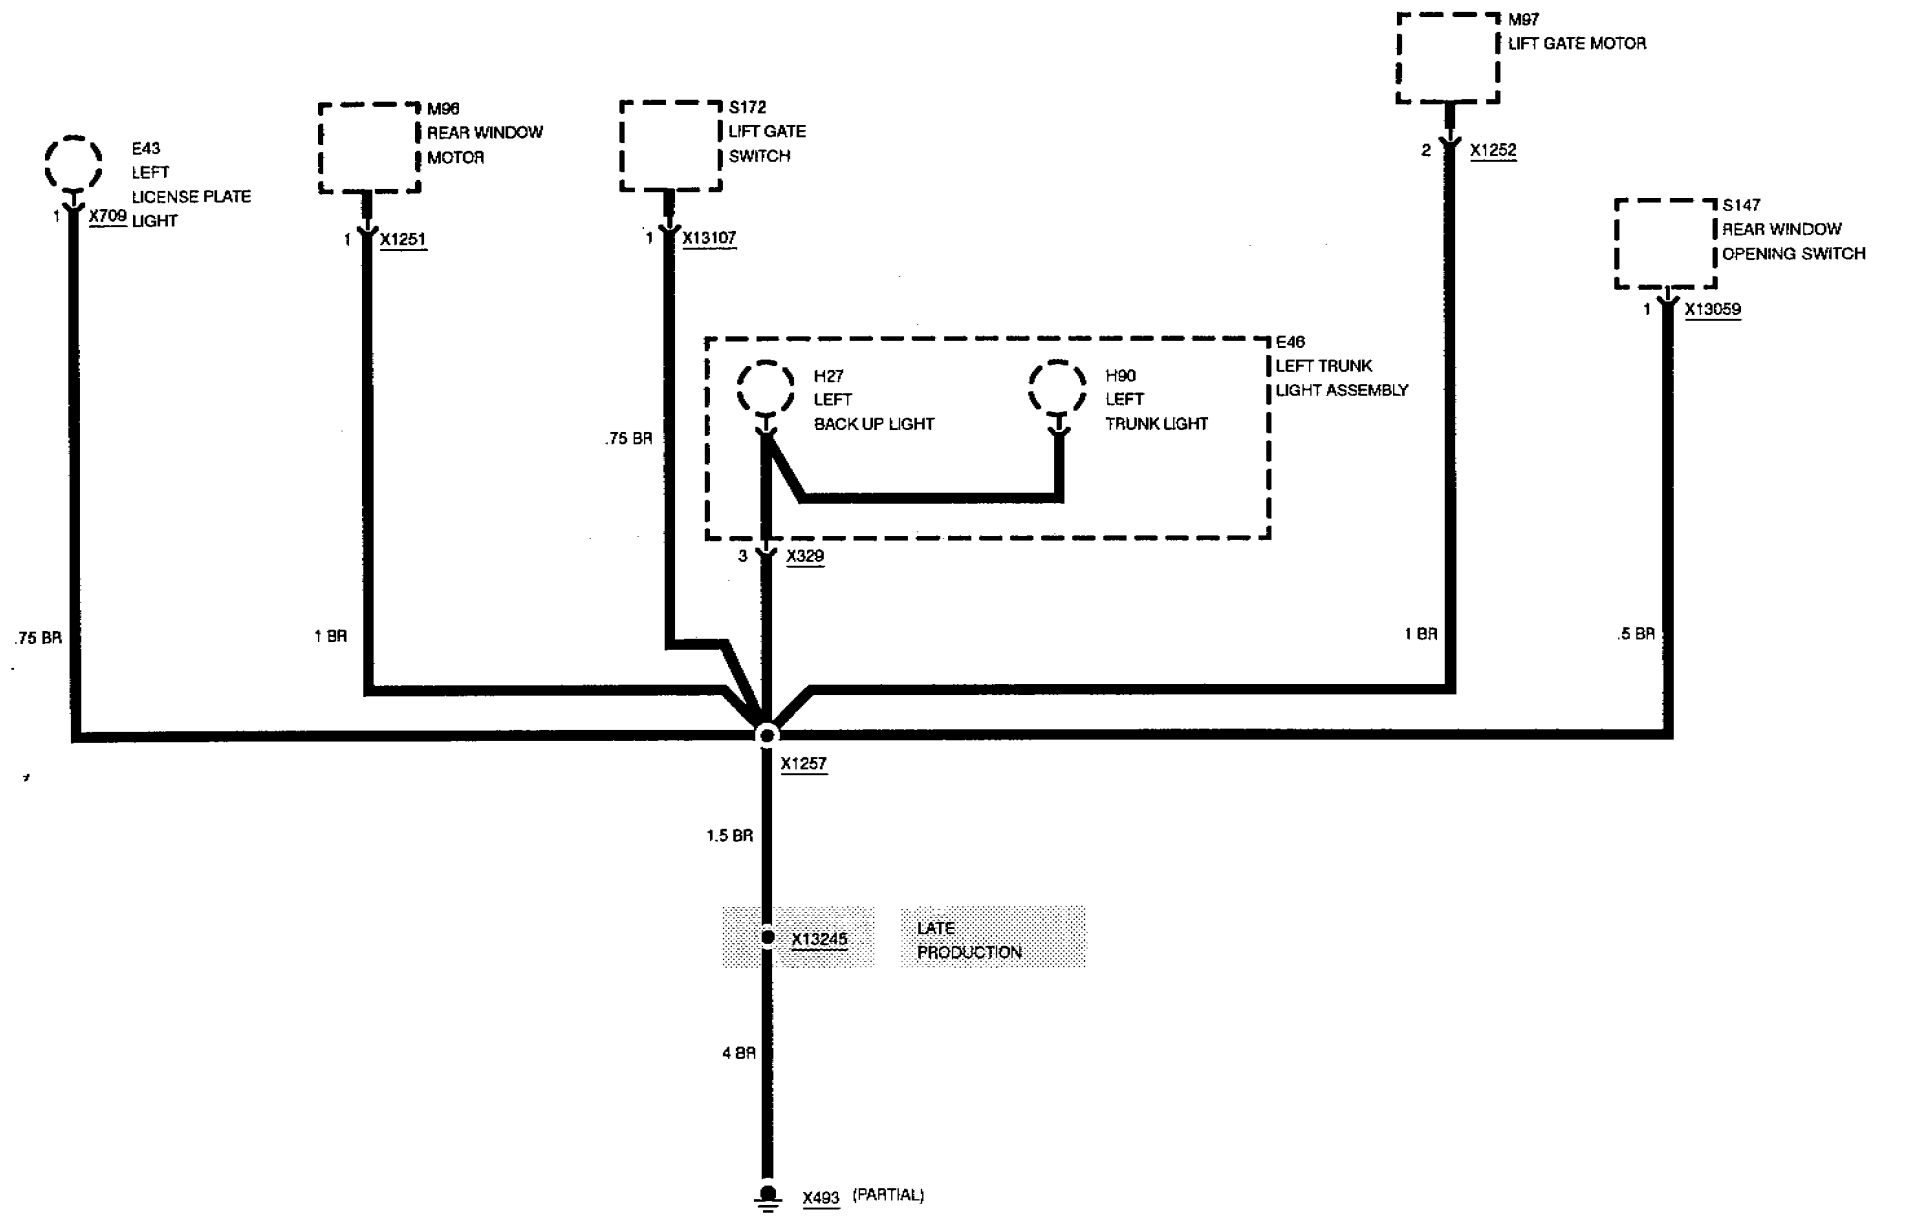 M97
LIFT GATE MOTOR
2 X1252
E43
LEFT
LICENSE PLATE
LIGHT
1 X709
M96
REAR WINDOW
MOTOR
1 X1251
S172
LIFT GATE
SWITCH
1 X13107
S147
REAR WINDOW
OPENING SWITCH
1 X13059
E46
LEFT TRUNK
LIGHT ASSEMBLY
H27
LEFT
BACK UP LIGHT
H90
LEFT
TRUNK LIGHT
.75 BR
3 X329
.75 BR
1 BR
1 BR
.5 BR
X1257
1.5 BR
X13245
LATE
PRODUCTION
4 BR
X493 (PARTIAL)